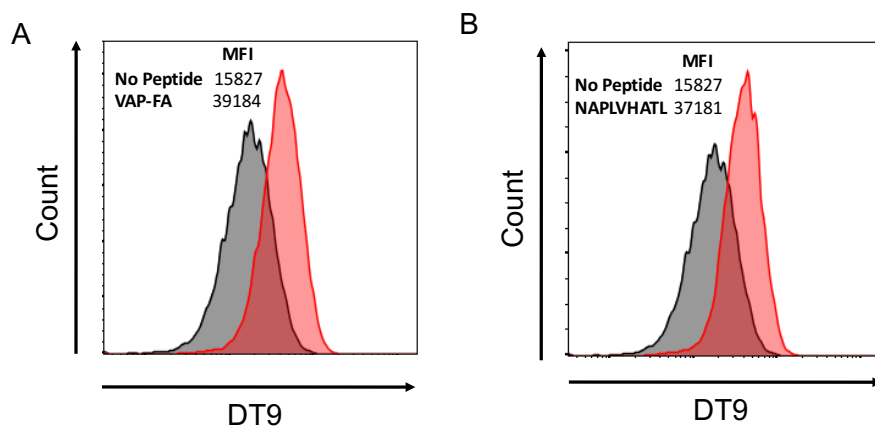 A
MFI
No Peptide 15827
VAP-FA 39184
Count
DT9
B
MFI
No Peptide 15827
NAPLVHATL 37181
Count
DT9